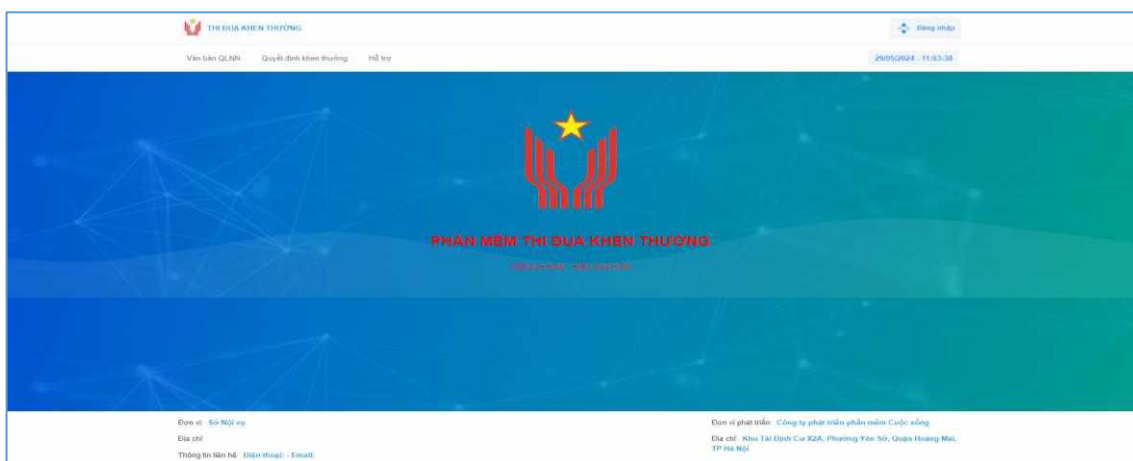 THI ĐUA KHEN THƯỞNG
Đăng nhập
Văn bản QLNN Quyết định khen thưởng Hỗ trợ
29/05/2024 - 11:03:38
PHẦN MỀM THI ĐUA KHEN THƯỞNG
Đơn vị: Sở Nội vụ
Địa chỉ:
Thông tin liên hệ: Điện thoại: - Email:
Đơn vị phát triển: Công ty phát triển phần mềm Cuộc sống
Địa chỉ: Khu Tái Định Cư X2A, Phường Yên Sở, Quận Hoàng Mai,
TP Hà Nội